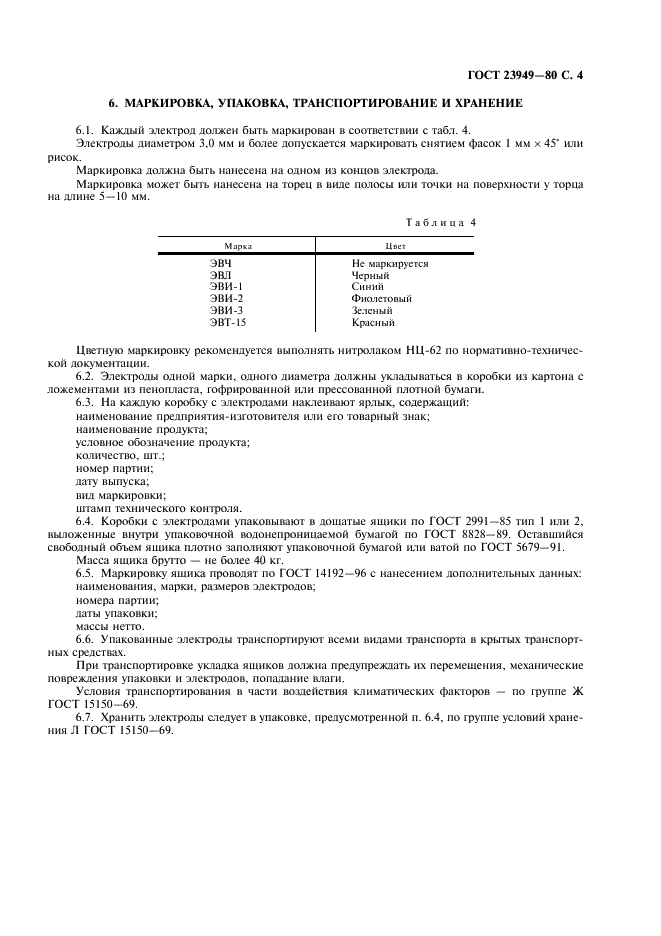 ГОСТ 23949—80 С. 4
6. МАРКИРОВКА, УПАКОВКА, ТРАНСПОРТИРОВАНИЕ И ХРАНЕНИЕ
6.1. Каждый электрод должен быть маркирован в соответствии с табл. 4.
Электроды диаметром 3,0 мм и более допускается маркировать снятием фасок 1 мм × 45° или
рисок.
Маркировка должна быть нанесена на одном из концов электрода.
Маркировка может быть нанесена на торец в виде полосы или точки на поверхности у торца
на длине 5—10 мм.
Таблица 4
Марка Цвет
ЭВЧ Не маркируется
ЭВЛ Черный
ЭВИ-1 Синий
ЭВИ-2 Фиолетовый
ЭВИ-3 Зеленый
ЭВТ-15 Красный
Цветную маркировку рекомендуется выполнять нитролаком НЦ-62 по нормативно-техничес-
кой документации.
6.2. Электроды одной марки, одного диаметра должны укладываться в коробки из картона с
ложементами из пенопласта, гофрированной или прессованной плотной бумаги.
6.3. На каждую коробку с электродами наклеивают ярлык, содержащий:
наименование предприятия-изготовителя или его товарный знак;
наименование продукта;
условное обозначение продукта;
количество, шт.;
номер партии;
дату выпуска;
вид маркировки;
штамп технического контроля.
6.4. Коробки с электродами упаковывают в дощатые ящики по ГОСТ 2991—85 тип 1 или 2,
выложенные внутри упаковочной водонепроницаемой бумагой по ГОСТ 8828—89. Оставшийся
свободный объем ящика плотно заполняют упаковочной бумагой или ватой по ГОСТ 5679—91.
Масса ящика брутто — не более 40 кг.
6.5. Маркировку ящика проводят по ГОСТ 14192—96 с нанесением дополнительных данных:
наименования, марки, размеров электродов;
номера партии;
даты упаковки;
массы нетто.
6.6. Упакованные электроды транспортируют всеми видами транспорта в крытых транспорт-
ных средствах.
При транспортировке укладка ящиков должна предупреждать их перемещения, механические
повреждения упаковки и электродов, попадание влаги.
Условия транспортирования в части воздействия климатических факторов — по группе Ж
ГОСТ 15150—69.
6.7. Хранить электроды следует в упаковке, предусмотренной п. 6.4, по группе условий хране-
ния Л ГОСТ 15150—69.